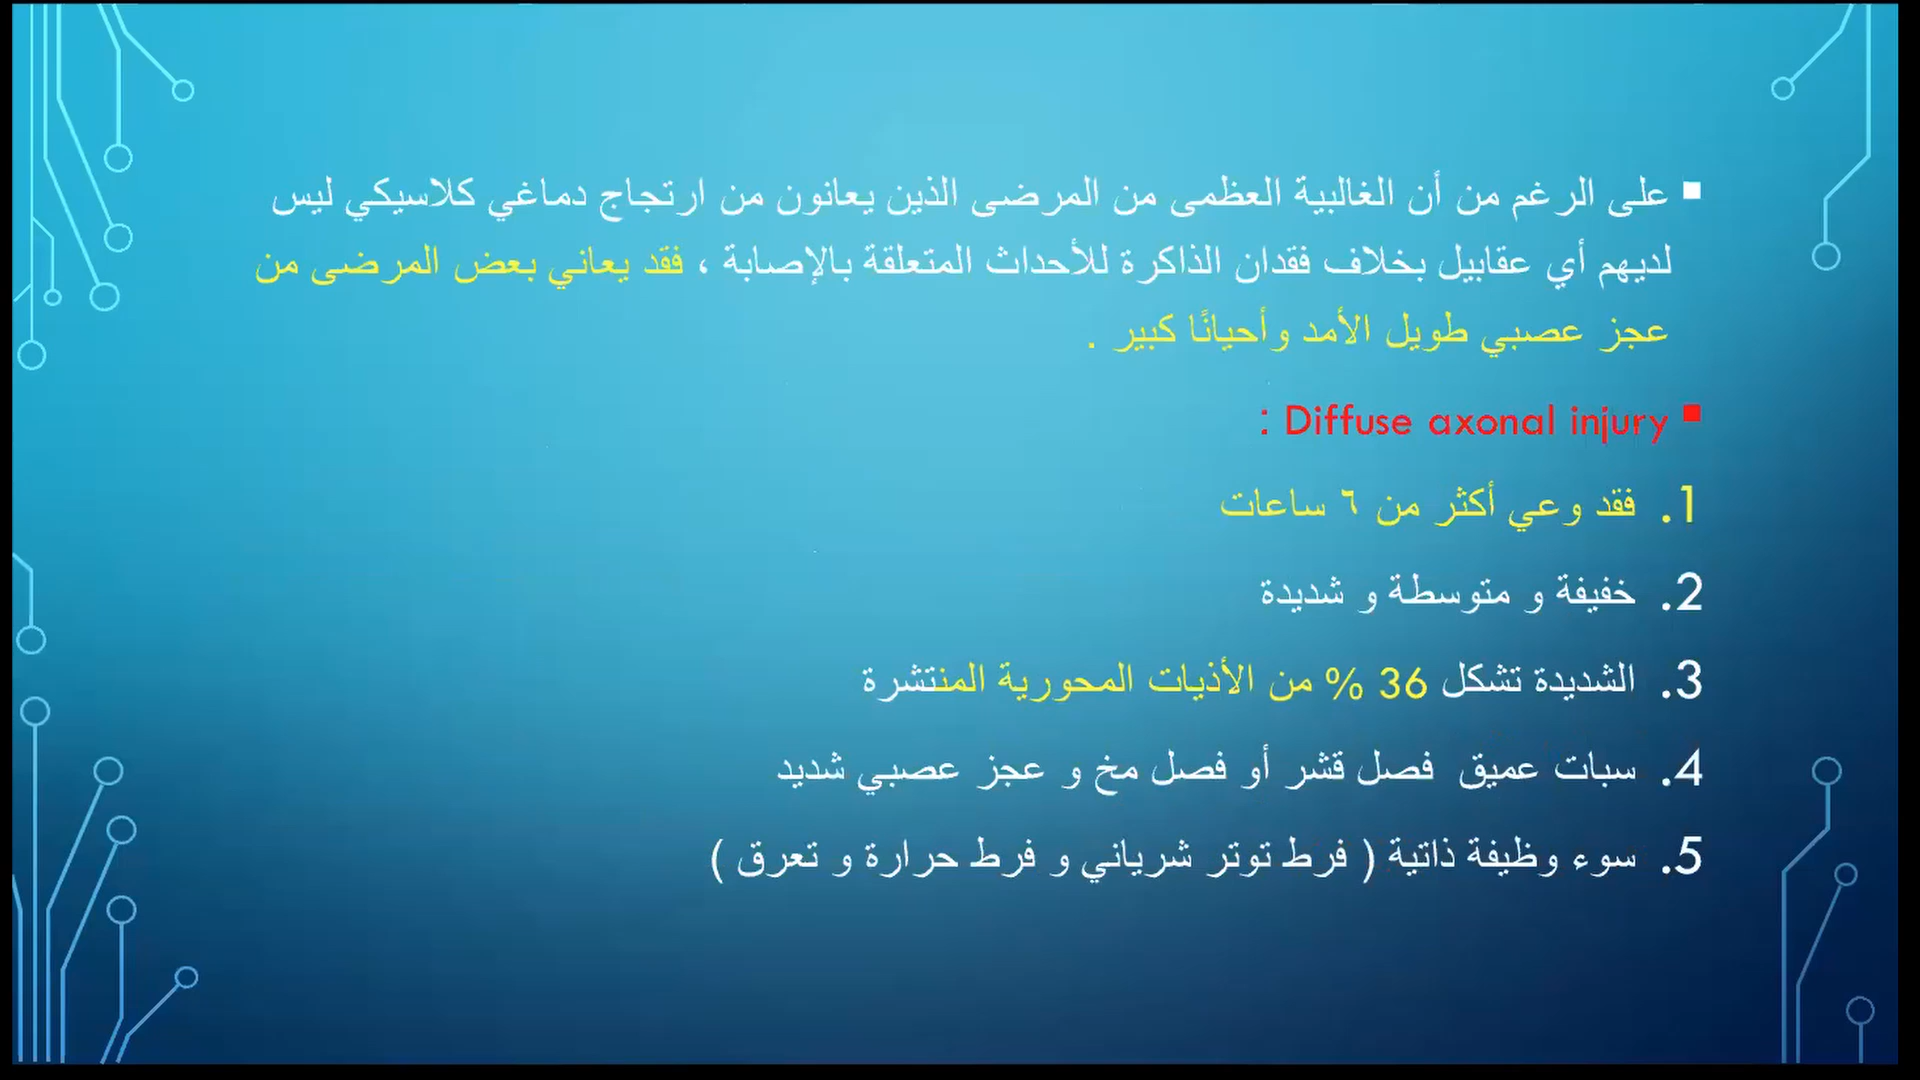 على الرغم من أن الغالبية العظمى من المرضى الذين يعانون من ارتجاج دماغي كلاسيكي ليس
لديهم أي عقابيل بخلاف فقدان الذاكرة للأحداث المتعلقة بالإصابة ، فقد يعاني بعض المرضى من
عجز عصبي طويل الأمد وأحيانًا كبير .
Diffuse axonal injury :
1. فقد وعي أكثر من ٦ ساعات
2. خفيفة و متوسطة و شديدة
3. الشديدة تشكل 36 % من الأذيات المحورية المنتشرة
4. سبات عميق فصل قشر أو فصل مخ و عجز عصبي شديد
5. سوء وظيفة ذاتية ( فرط توتر شرياني و فرط حرارة و تعرق )